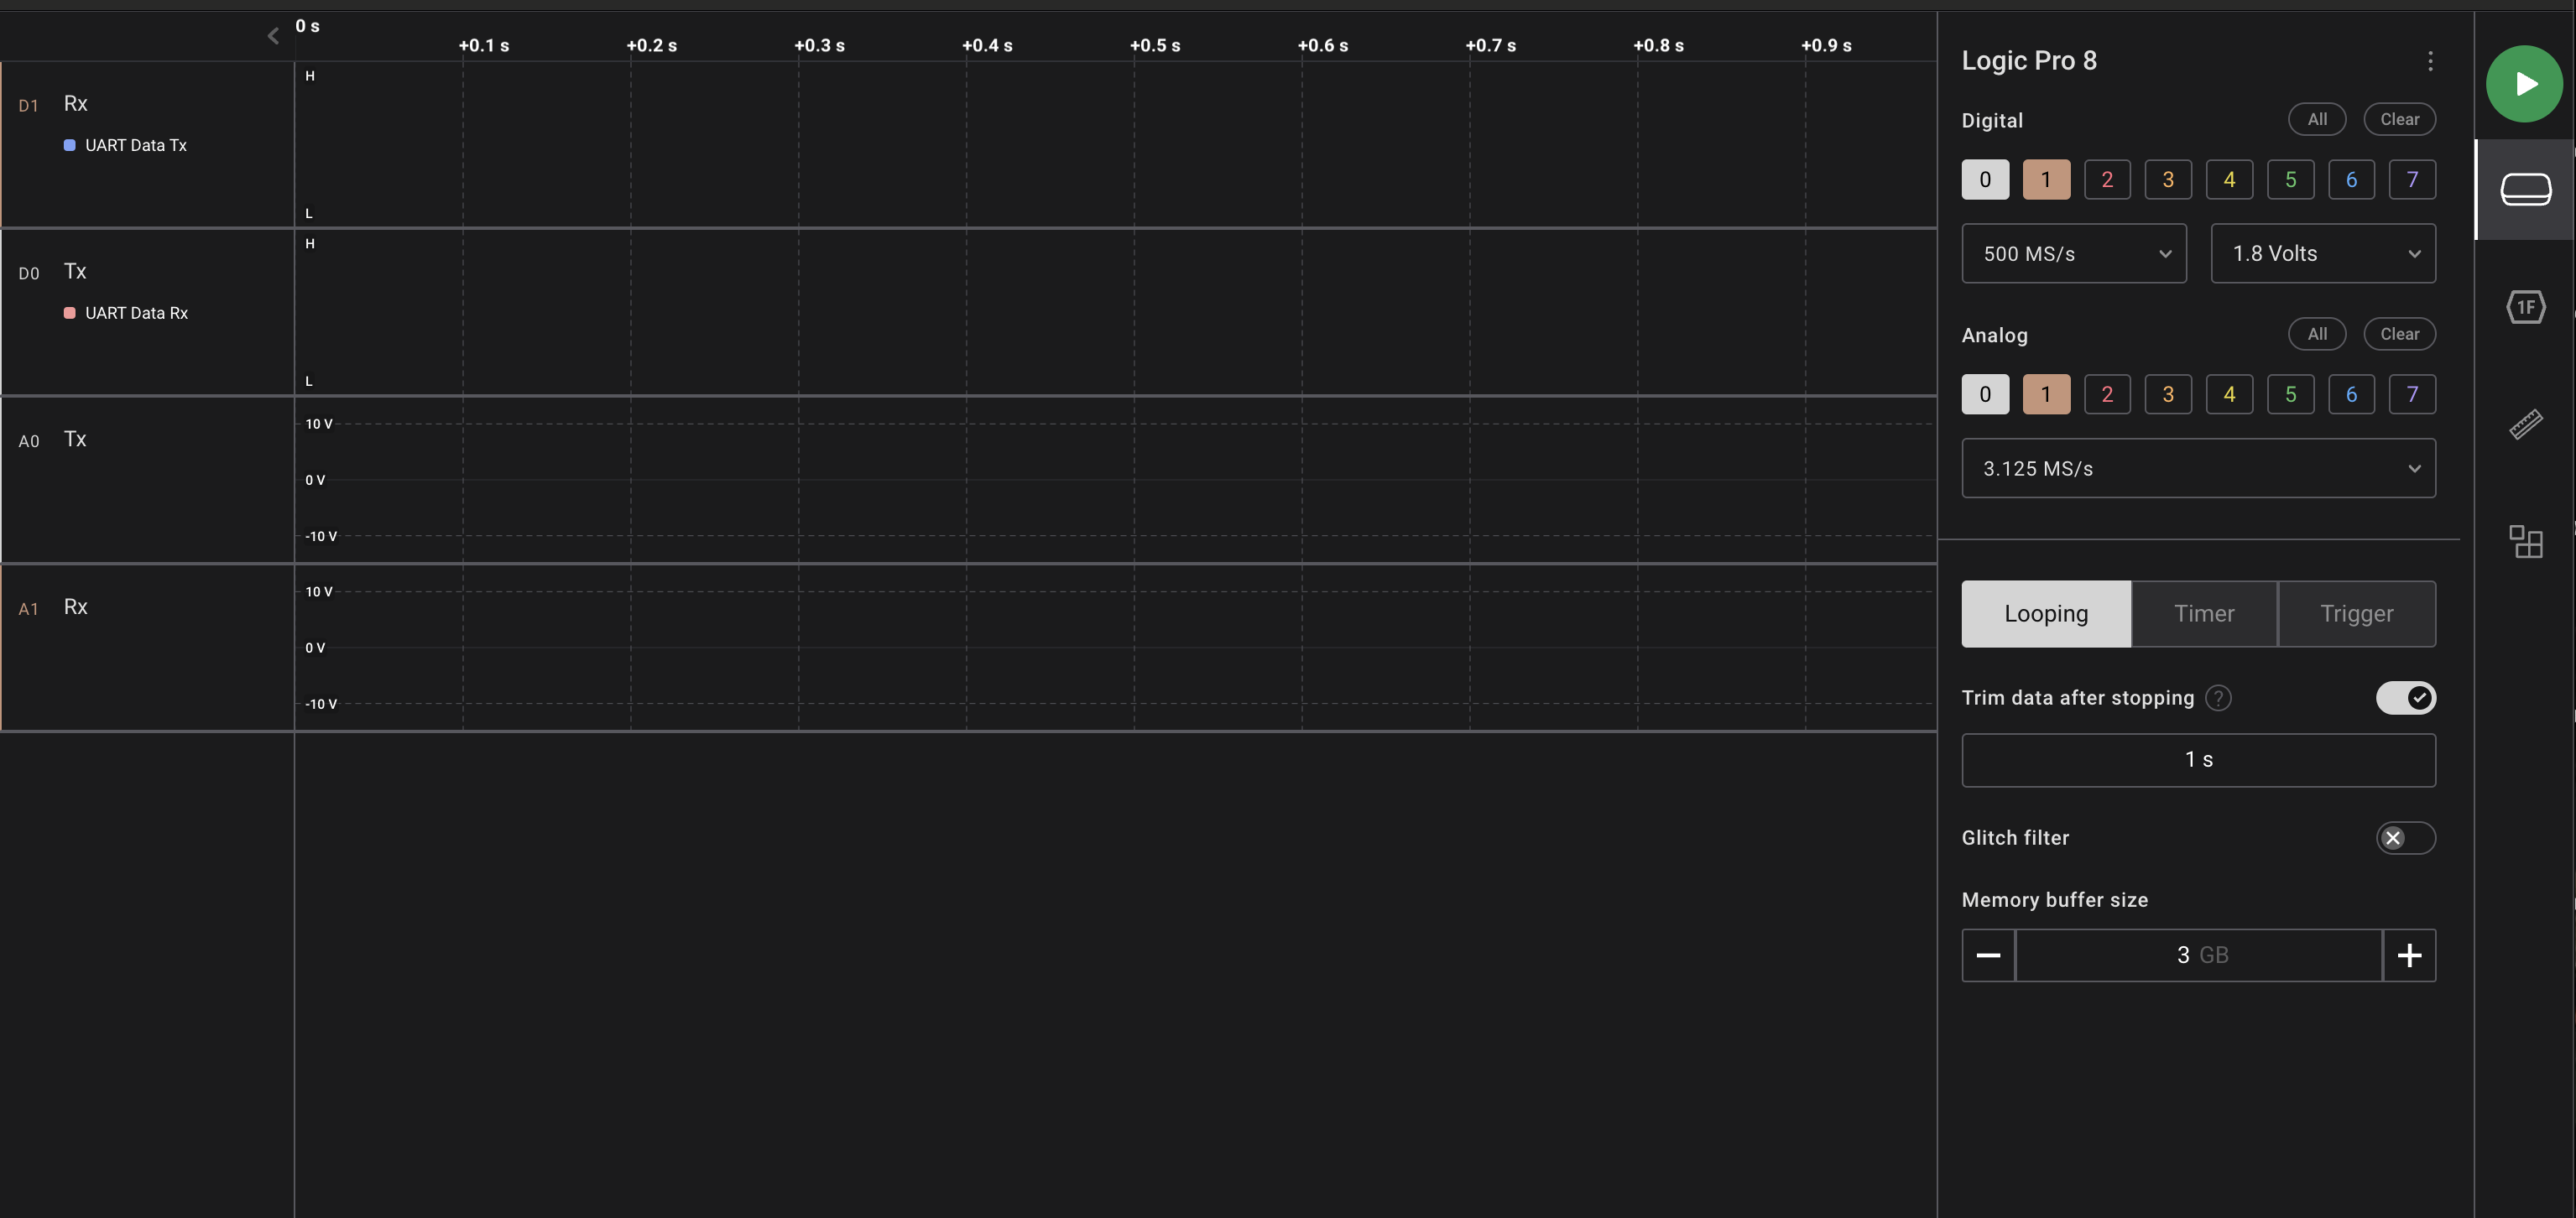 0 s
+0.1 s +0.2 s +0.3 s +0.4 s +0.5 s +0.6 s +0.7 s +0.8 s +0.9 s
D1 Rx
UART Data Tx
H
L
D0 Tx
UART Data Rx
H
L
A0 Tx
10 V
0 V
-10 V
A1 Rx
10 V
0 V
-10 V
Logic Pro 8
Digital All Clear
0 1 2 3 4 5 6 7
500 MS/s 1.8 Volts
Analog All Clear
0 1 2 3 4 5 6 7
3.125 MS/s
Looping Timer Trigger
Trim data after stopping ?
1 s
Glitch filter
Memory buffer size
3 GB
1F